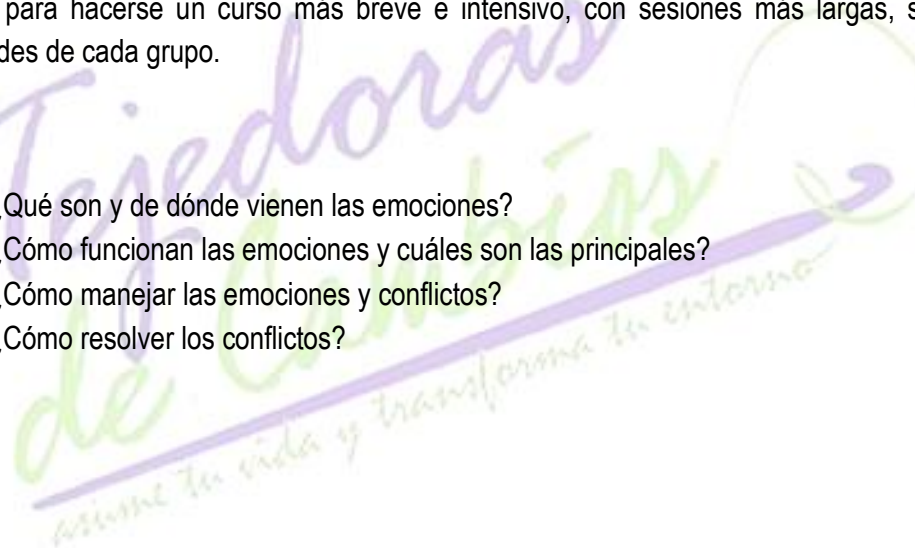 para hacerse un curso más breve e intensivo, con sesiones más largas, s
des de cada grupo.
Tejedoras
de Cambios
asume tu vida y transforma tu entorno
¿Qué son y de dónde vienen las emociones?
¿Cómo funcionan las emociones y cuáles son las principales?
¿Cómo manejar las emociones y conflictos?
¿Cómo resolver los conflictos?